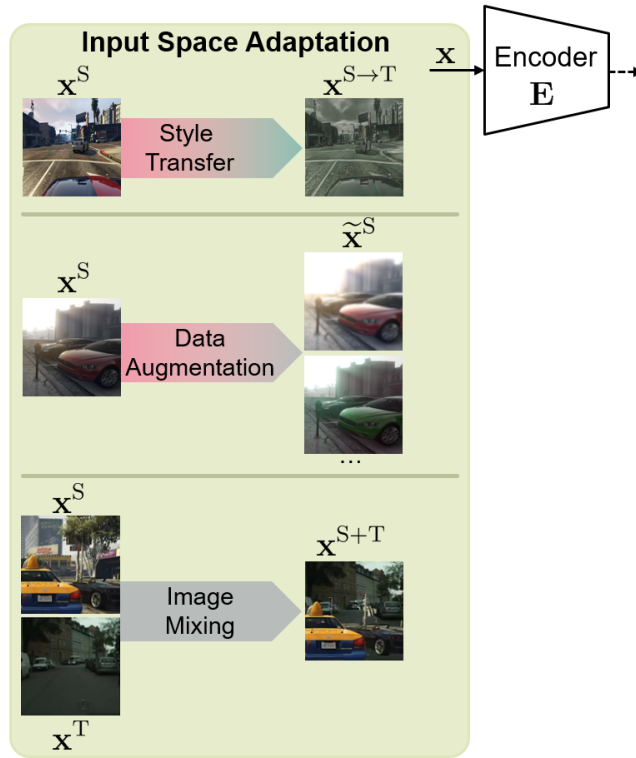 Input Space Adaptation
x
Encoder
E
x^S
x^{S→T}
Style
Transfer
x^S
x̃^S
Data
Augmentation
...
x^S
x^{S+T}
Image
Mixing
x^T